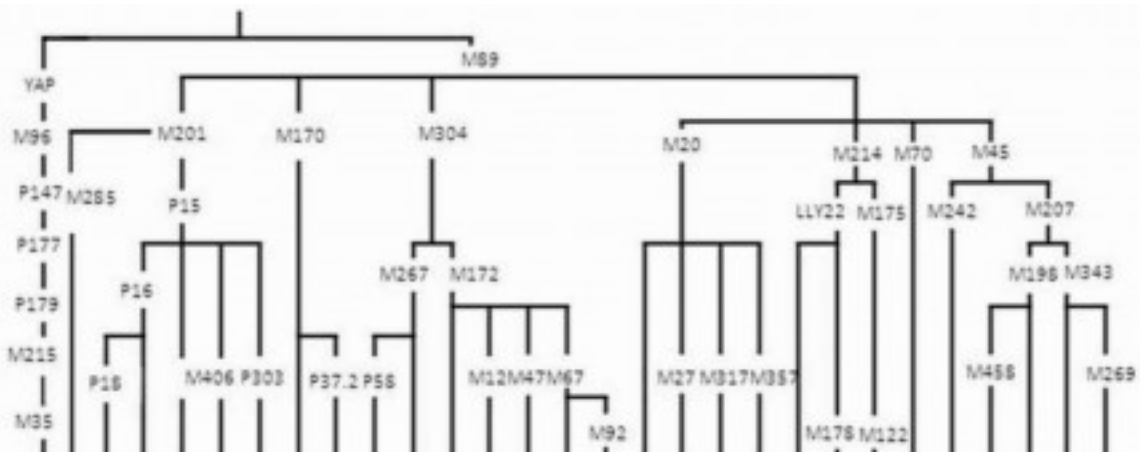 M89
YAP
M96 M201 M170 M304 M20 M214 M70 M45
P147 M285 P15 LLY22 M175 M242 M207
P177 M267 M172 M198 M343
P16
P179
M215 P18 M406 P303 P37.2 P58 M12 M47 M67 M27 M317 M357 M458 M269
M35 M92 M178 M122